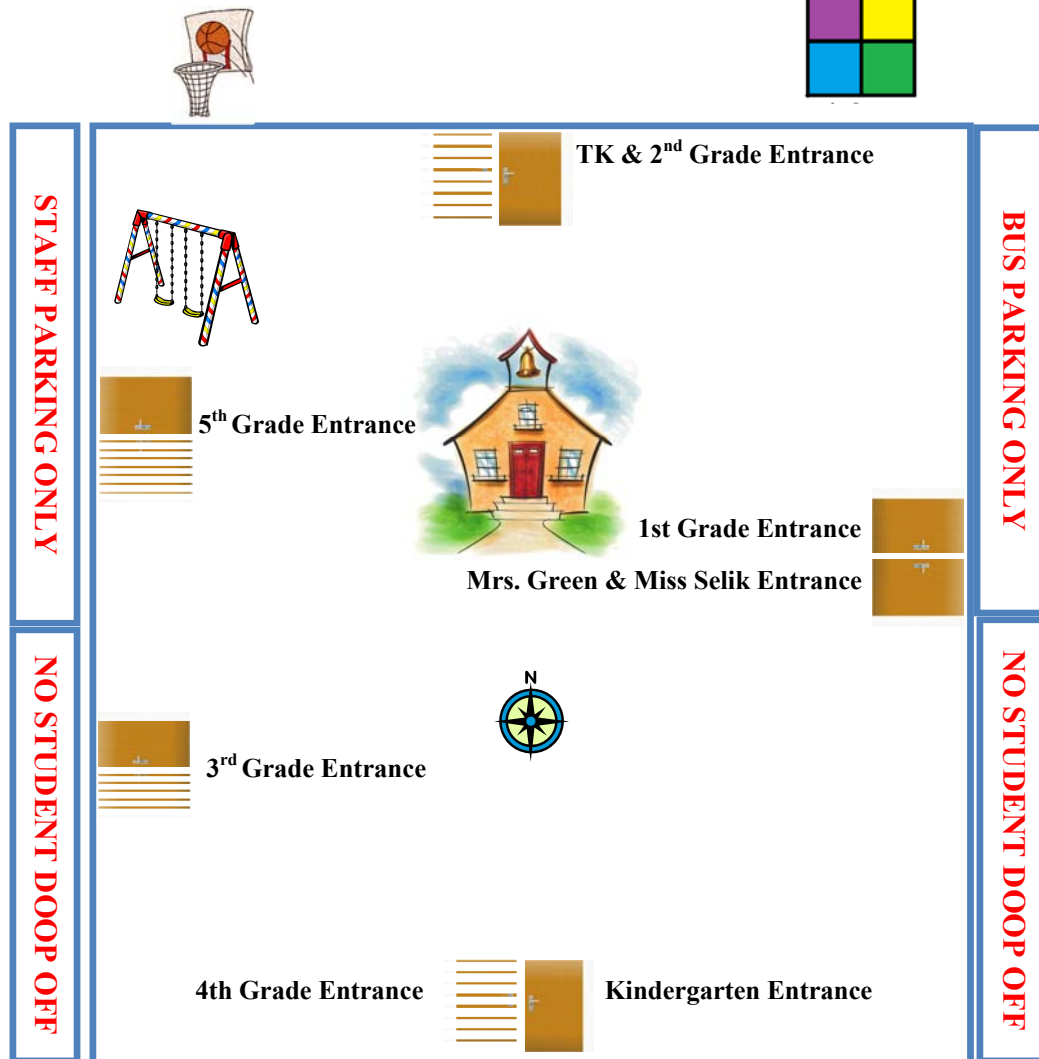 TK & 2nd Grade Entrance
STAFF PARKING ONLY
BUS PARKING ONLY
5th Grade Entrance
1st Grade Entrance
Mrs. Green & Miss Selik Entrance
N
NO STUDENT DOOP OFF
NO STUDENT DOOP OFF
3rd Grade Entrance
4th Grade Entrance
Kindergarten Entrance